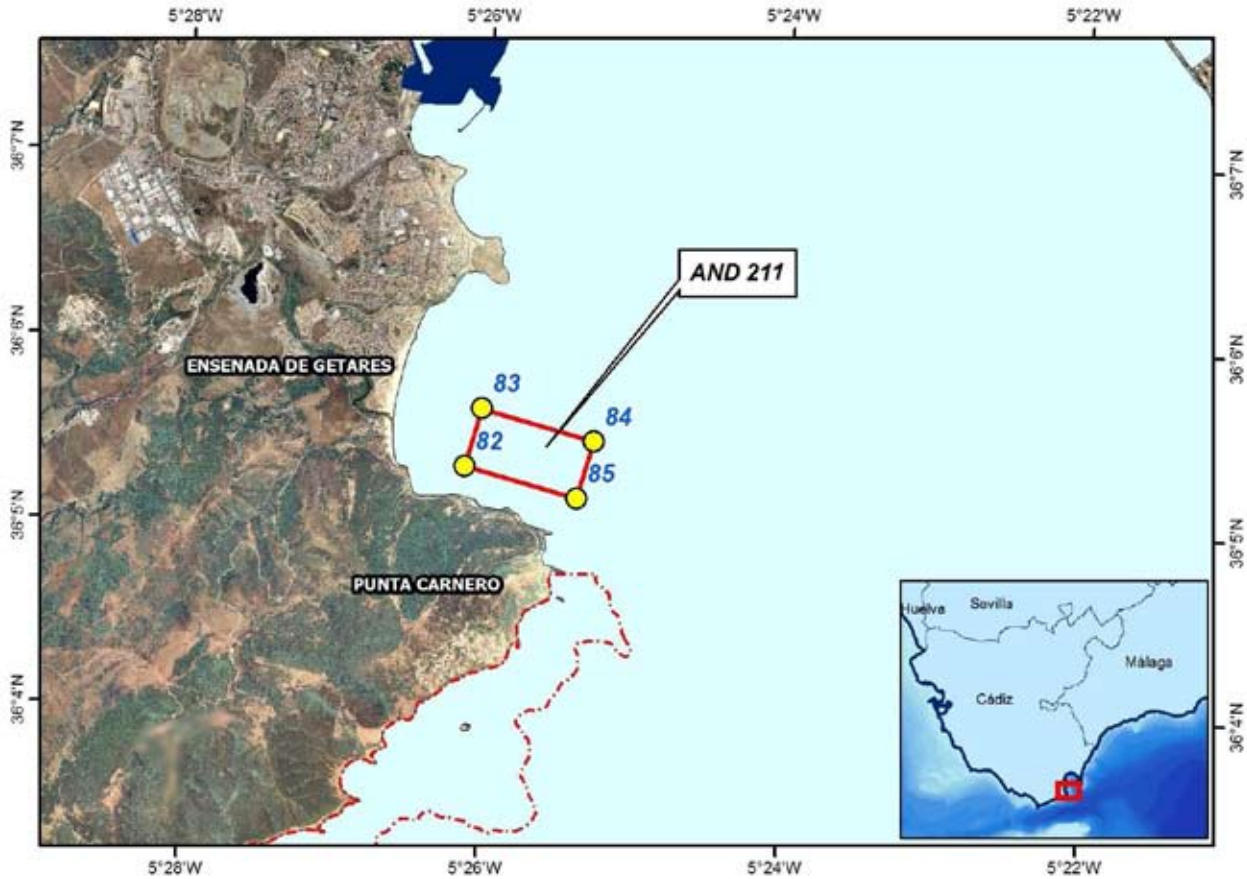 5°28'W
5°26'W
5°24'W
5°22'W
36°7'N
36°7'N
AND 211
36°6'N
36°6'N
ENSENADA DE GETARES
83
84
82
85
36°5'N
36°5'N
PUNTA CARNERO
Huelva
Sevilla
Málaga
Cádiz
36°4'N
36°4'N
5°28'W
5°26'W
5°24'W
5°22'W